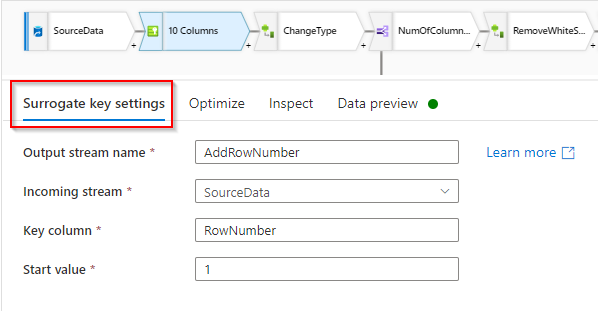 SourceData
10 Columns
ChangeType
NumOfColumn...
RemoveWhiteS...
+
+
+
+
+
Surrogate key settings
Optimize
Inspect
Data preview
Output stream name *
AddRowNumber
Learn more
Incoming stream *
SourceData
Key column *
RowNumber
Start value *
1